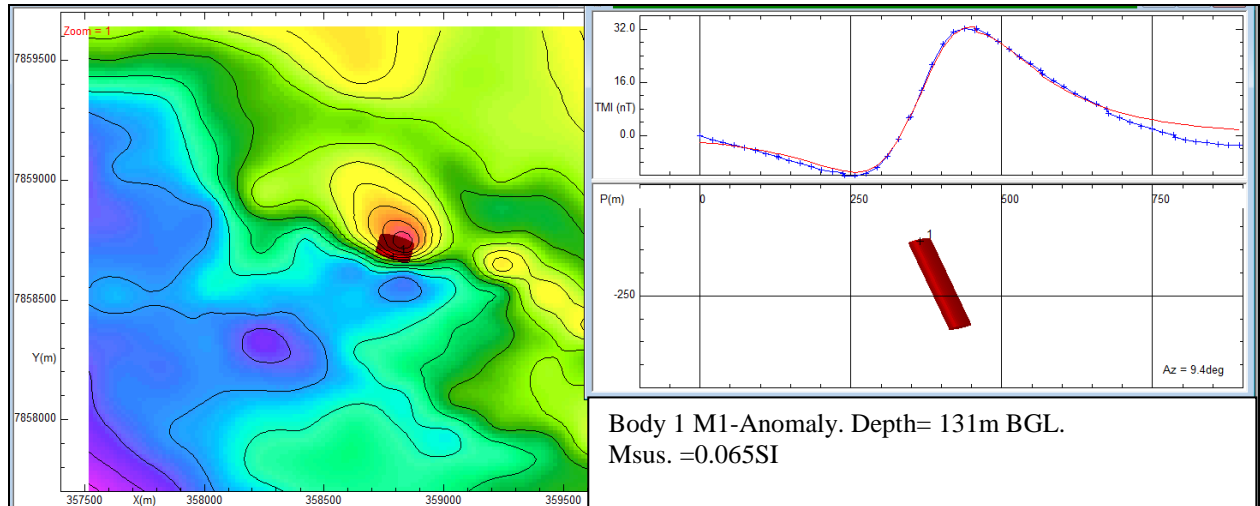 Zoom = 1
7859500
7859000
7858500
Y(m)
7858000
357500
X(m)
358000
358500
359000
359500
32.0
16.0
TMI (nT)
0.0
P(m)
0
250
500
750
1
-250
Az = 9.4deg
Body 1 M1-Anomaly. Depth= 131m BGL.
Msus. =0.065SI